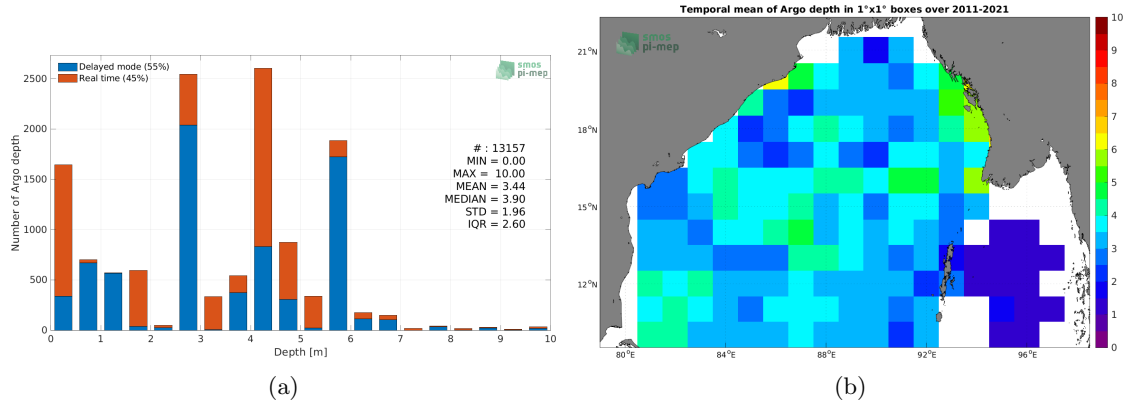 Delayed mode (55%)
Real time (45%)
smos
pi-mep
# : 13157
MIN = 0.00
MAX = 10.00
MEAN = 3.44
MEDIAN = 3.90
STD = 1.96
IQR = 2.60
Number of Argo depth
2500
2000
1500
1000
500
0
0 1 2 3 4 5 6 7 8 9 10
Depth [m]
(a)
Temporal mean of Argo depth in 1°x1° boxes over 2011-2021
smos
pi-mep
21°N
18°N
15°N
12°N
80°E 84°E 88°E 92°E 96°E
10
9
8
7
6
5
4
3
2
1
0
(b)